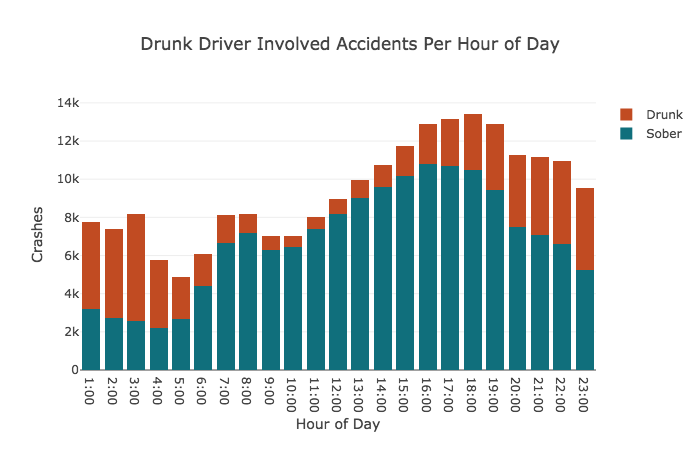 Drunk Driver Involved Accidents Per Hour of Day
Drunk
Sober
14k
12k
10k
8k
6k
4k
2k
0
Crashes
1:00
2:00
3:00
4:00
5:00
6:00
7:00
8:00
9:00
10:00
11:00
12:00
13:00
14:00
15:00
16:00
17:00
18:00
19:00
20:00
21:00
22:00
23:00
Hour of Day